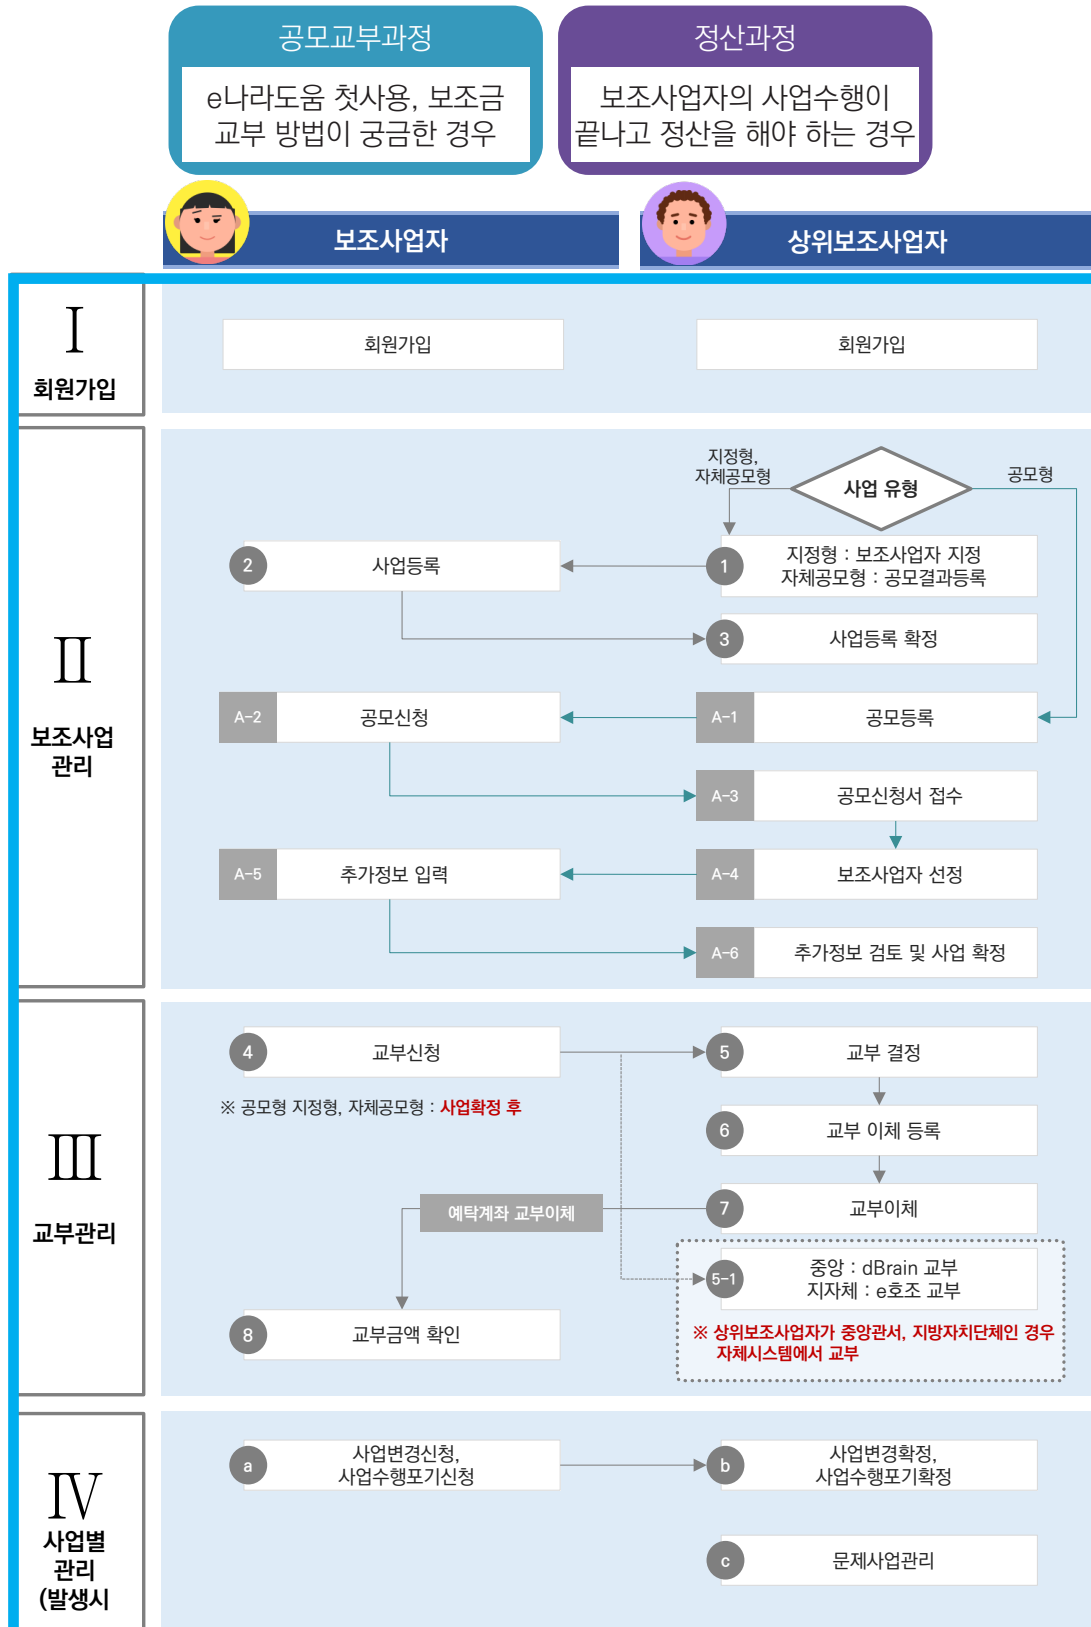 공모교부과정
e나라도움 첫사용, 보조금
교부 방법이 궁금한 경우
정산과정
보조사업자의 사업수행이
끝나고 정산을 해야 하는 경우
보조사업자
상위보조사업자
Ⅰ
회원가입
회원가입
회원가입
Ⅱ
보조사업
관리
지정형,
자체공모형
사업 유형
공모형
2
사업등록
1
지정형 : 보조사업자 지정
자체공모형 : 공모결과등록
3
사업등록 확정
A-2
공모신청
A-1
공모등록
A-3
공모신청서 접수
A-5
추가정보 입력
A-4
보조사업자 선정
A-6
추가정보 검토 및 사업 확정
Ⅲ
교부관리
4
교부신청
5
교부 결정
※ 공모형 지정형, 자체공모형 : 사업확정 후
6
교부 이체 등록
예탁계좌 교부이체
7
교부이체
5-1
중앙 : dBrain 교부
지자체 : e호조 교부
8
교부금액 확인
※ 상위보조사업자가 중앙관서, 지방자치단체인 경우
자체시스템에서 교부
Ⅳ
사업별
관리
(발생시
a
사업변경신청,
사업수행포기신청
b
사업변경확정,
사업수행포기확정
c
문제사업관리